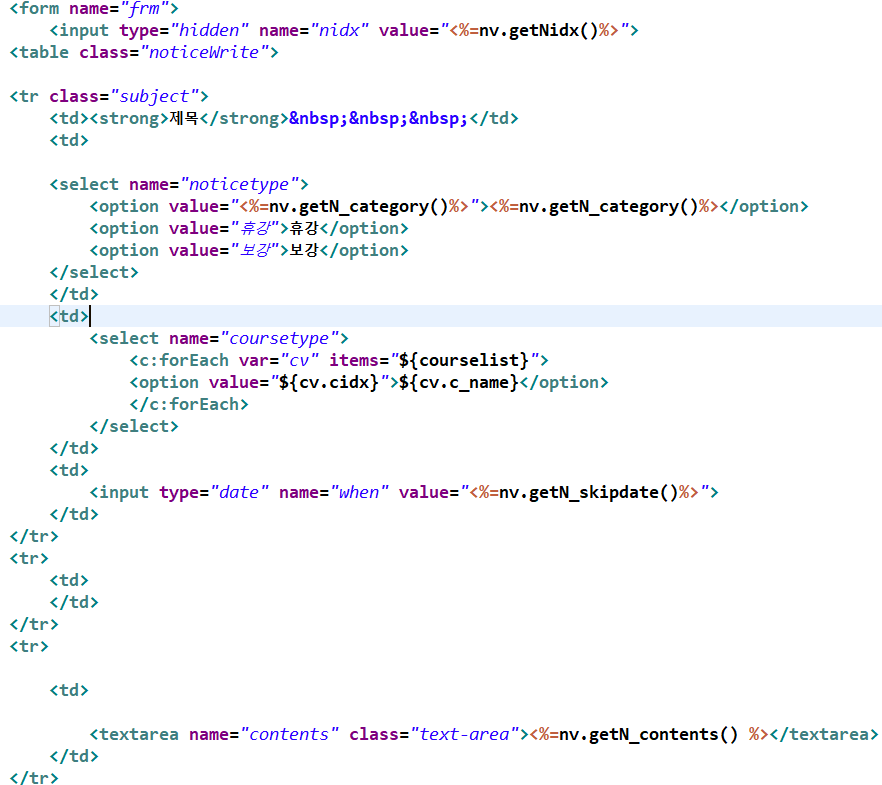 <form name="frm">
    <input type="hidden" name="nidx" value="<%=nv.getNidx()%>">
<table class="noticeWrite">
<tr class="subject">
    <td><strong>제목</strong>&nbsp;&nbsp;&nbsp;</td>
    <td>
    <select name="noticetype">
        <option value="<%=nv.getN_category()%>"><%=nv.getN_category()%></option>
        <option value="휴강">휴강</option>
        <option value="보강">보강</option>
    </select>
    </td>
    <td>
        <select name="coursetype">
            <c:forEach var="cv" items="${courselist}">
            <option value="${cv.cidx}">${cv.c_name}</option>
            </c:forEach>
        </select>
    </td>
    <td>
        <input type="date" name="when" value="<%=nv.getN_skipdate()%>">
    </td>
</tr>
<tr>
    <td>
    </td>
</tr>
<tr>
    <td>
        <textarea name="contents" class="text-area"><%=nv.getN_contents() %></textarea>
    </td>
</tr>